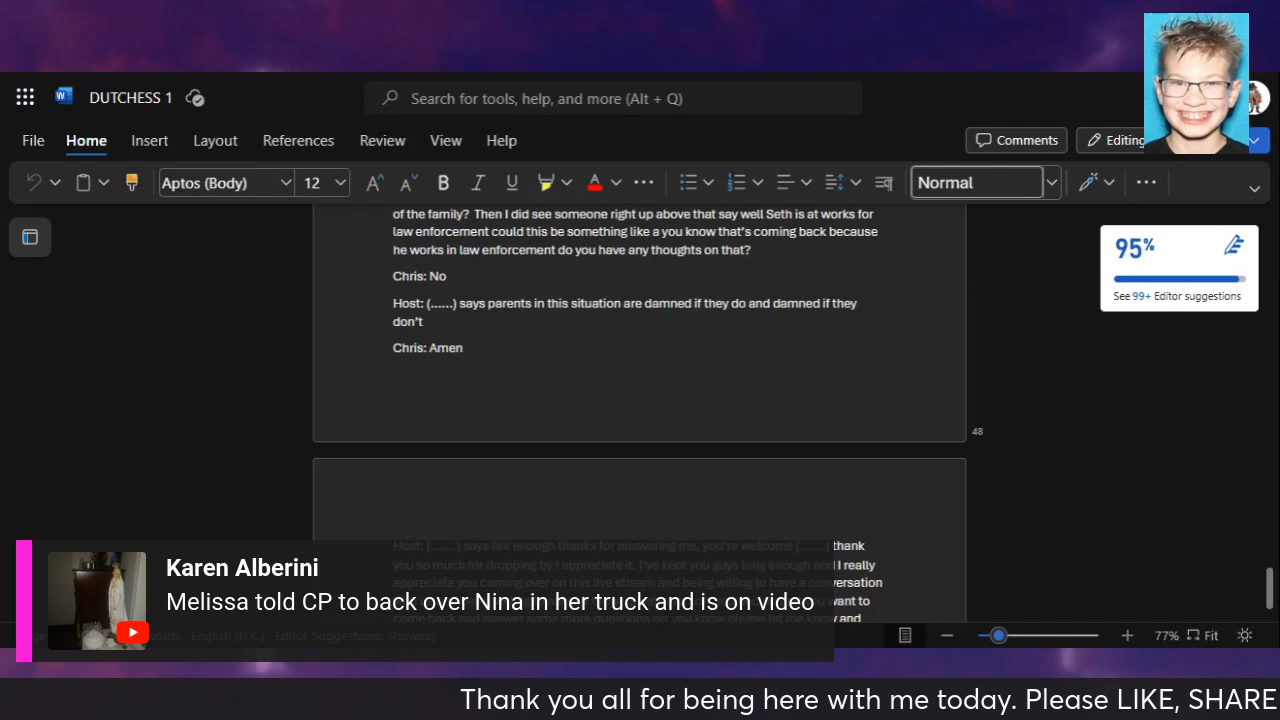 DUTCHESS 1
Search for tools, help, and more (Alt + Q)
File Home Insert Layout References Review View Help
Comments
Editing
Aptos (Body) 12
B I U A
Normal
of the family? Then I did see someone right up above that say well Seth is at works for
law enforcement could this be something like a you know that's coming back because
he works in law enforcement do you have any thoughts on that?
Chris: No
Host: (......) says parents in this situation are damned if they do and damned if they
don't
Chris: Amen
95%
See 99+ Editor suggestions
48
Host: (.......) says fair enough thanks for answering me, you're welcome (.......) thank
you so much for dropping by I appreciate it. I've kept you guys long enough and I really
appreciate you coming over on this live stream and being willing to have a conversation
want to
come back and answer some more questions or you know please let me know and
Karen Alberini
Melissa told CP to back over Nina in her truck and is on video
English (U.K.) Editor Suggestions: Showing
77% Fit
Thank you all for being here with me today. Please LIKE, SHARE